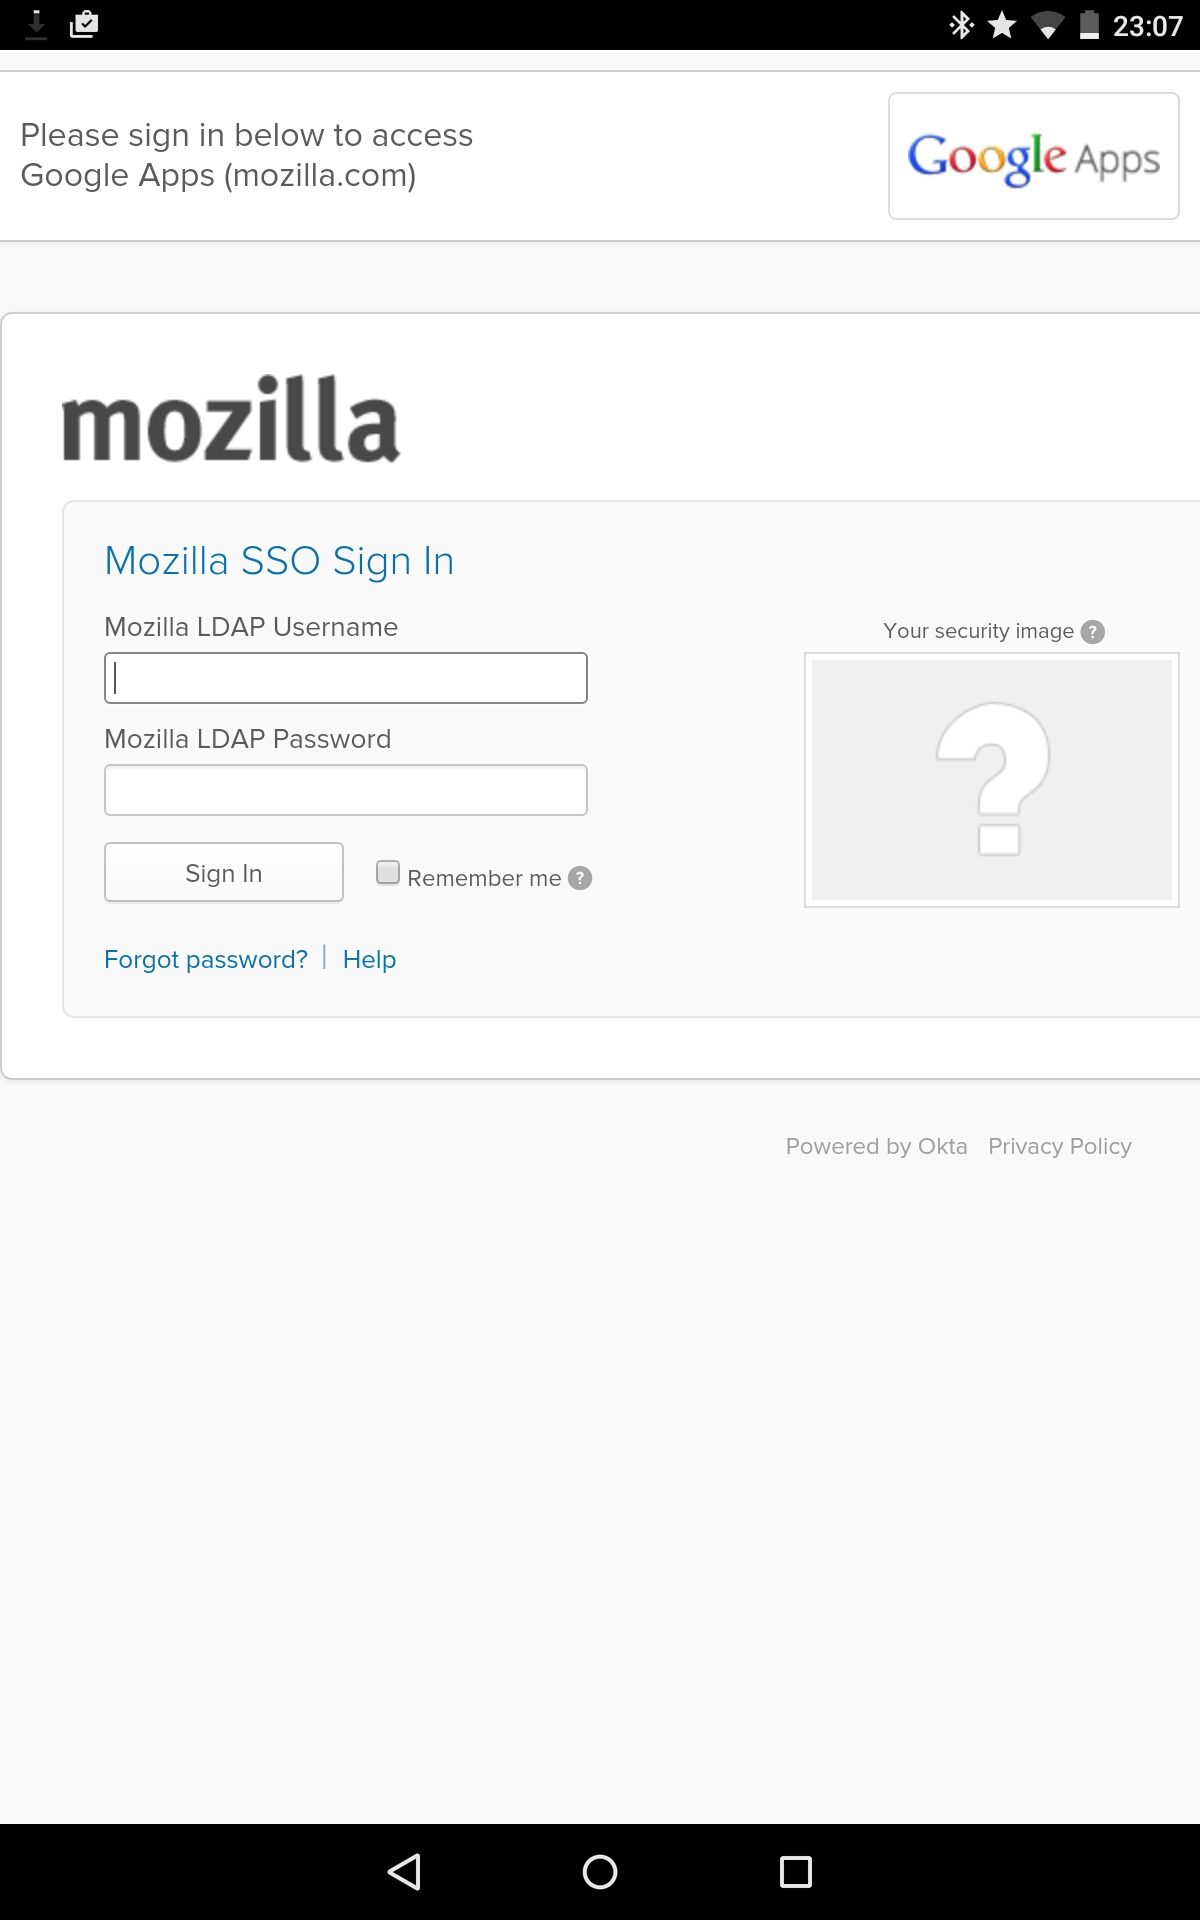 23:07
Please sign in below to access
Google Apps (mozilla.com)
Google Apps
mozilla
Mozilla SSO Sign In
Mozilla LDAP Username
Your security image ?
Mozilla LDAP Password
?
Sign In
Remember me ?
Forgot password? | Help
Powered by Okta Privacy Policy